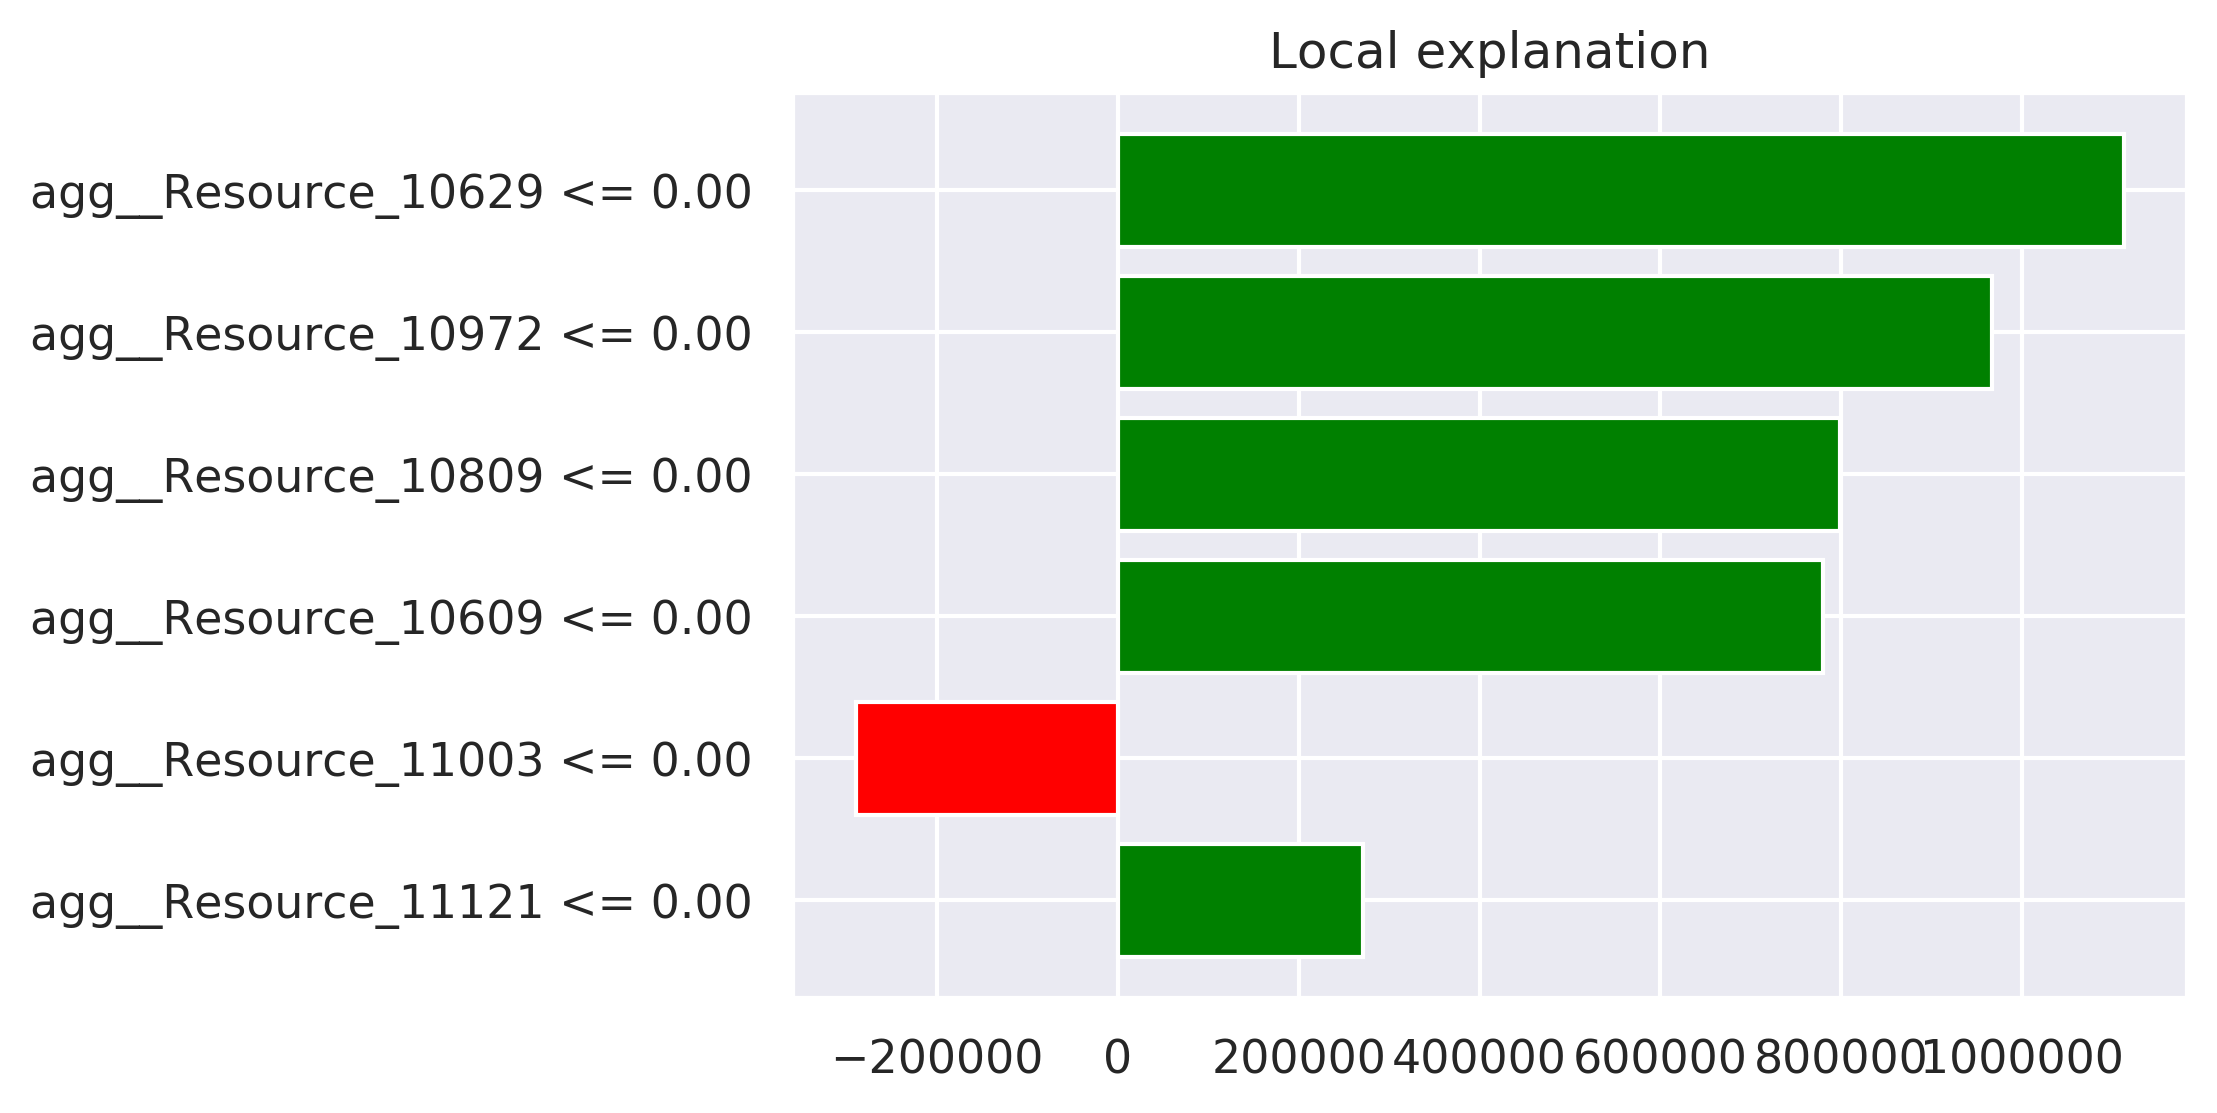 Local explanation
agg__Resource_10629 <= 0.00
agg__Resource_10972 <= 0.00
agg__Resource_10809 <= 0.00
agg__Resource_10609 <= 0.00
agg__Resource_11003 <= 0.00
agg__Resource_11121 <= 0.00
−200000 0 200000 400000 600000 800000 1000000